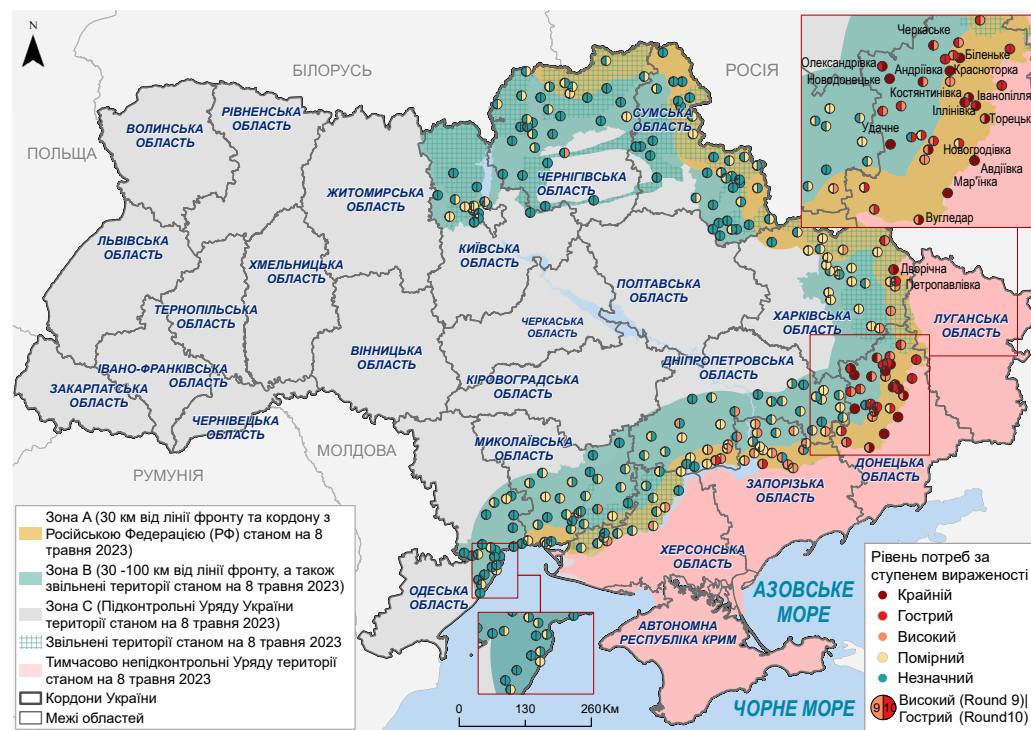 N
БІЛОРУСЬ
РОСІЯ
ПОЛЬЩА
МОЛДОВА
РУМУНІЯ
ВОЛИНСЬКА
ОБЛАСТЬ
РІВНЕНСЬКА
ОБЛАСТЬ
ЖИТОМИРСЬКА
ОБЛАСТЬ
ЧЕРНІГІВСЬКА
ОБЛАСТЬ
СУМСЬКА
ОБЛАСТЬ
ЛЬВІВСЬКА
ОБЛАСТЬ
ХМЕЛЬНИЦЬКА
ОБЛАСТЬ
КИЇВСЬКА
ОБЛАСТЬ
ПОЛТАВСЬКА
ОБЛАСТЬ
ХАРКІВСЬКА
ОБЛАСТЬ
ЛУГАНСЬКА
ОБЛАСТЬ
ТЕРНОПІЛЬСЬКА
ОБЛАСТЬ
ЧЕРКАСЬКА
ОБЛАСТЬ
ВІННИЦЬКА
ОБЛАСТЬ
ІВАНО-ФРАНКІВСЬКА
ОБЛАСТЬ
ЗАКАРПАТСЬКА
ОБЛАСТЬ
КІРОВОГРАДСЬКА
ОБЛАСТЬ
ДНІПРОПЕТРОВСЬКА
ОБЛАСТЬ
ЧЕРНІВЕЦЬКА
ОБЛАСТЬ
МИКОЛАЇВСЬКА
ОБЛАСТЬ
ДОНЕЦЬКА
ОБЛАСТЬ
ЗАПОРІЗЬКА
ОБЛАСТЬ
ХЕРСОНСЬКА
ОБЛАСТЬ
ОДЕСЬКА
ОБЛАСТЬ
АВТОНОМНА
РЕСПУБЛІКА КРИМ
АЗОВСЬКЕ
МОРЕ
ЧОРНЕ МОРЕ
Дворічна
Петропавлівка
Черкаське
Біленьке
Олександрівка
Андріївка
Красноторка
Новодонецьке
Костянтинівка
Іванопілля
Іллінівка
Торецьк
Удачне
Новогродівка
Авдіївка
Мар'їнка
Вугледар
Зона А (30 км від лінії фронту та кордону з
Російською Федерацією (РФ) станом на 8
травня 2023)
Зона В (30 -100 км від лінії фронту, а також
звільнені території станом на 8 травня 2023)
Зона С (Підконтрольні Уряду України
території станом на 8 травня 2023)
Звільнені території станом на 8 травня 2023
Тимчасово непідконтрольні Уряду території
станом на 8 травня 2023
Кордони України
Межі областей
0 130 260 Км
Рівень потреб за
ступенем вираженості
Крайній
Гострий
Високий
Помірний
Незначний
9 10 Високий (Round 9)|
Гострий (Round10)